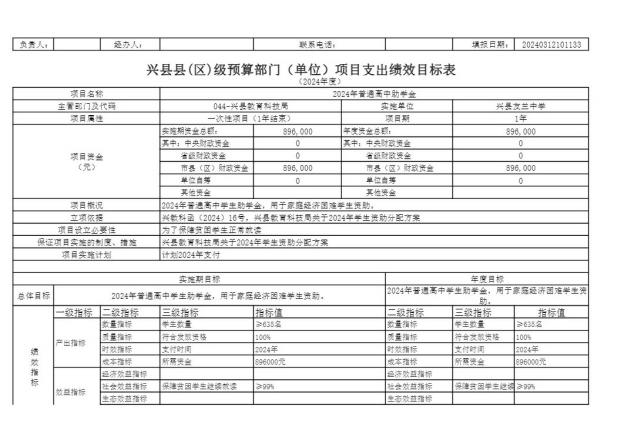 负责人： 经办人： 联系电话： 填报日期： 20240312101133
兴县县(区)级预算部门（单位）项目支出绩效目标表
（2024年度）
项目名称 2024年普通高中助学金
主管部门及代码 044-兴县教育科技局 实施单位 兴县友兰中学
项目属性 一次性项目（1年结束） 项目期 1年
项目资金（元） 实施期资金总额： 896,000 年度资金总额： 896,000
其中：中央财政资金 0 其中：中央财政资金 0
省级财政资金 0 省级财政资金 0
市县（区）财政资金 896,000 市县（区）财政资金 896,000
单位自筹 0 单位自筹 0
其他资金 其他资金
项目概况 2024年普通高中学生助学金，用于家庭经济困难学生资助。
立项依据 兴教科函（2024）16号，兴县教育科技局关于2024年学生资助分配方案
项目设立必要性 为了保障贫困学生正常就读
保证项目实施的制度、措施 兴县教育科技局关于2024年学生资助分配方案
项目实施计划 计划2024年支付
实施期目标 年度目标
总体目标 2024年普通高中学生助学金，用于家庭经济困难学生资助。 2024年普通高中学生助学金，用于家庭经济困难学生资助。
绩效指标 一级指标 二级指标 三级指标 指标值 二级指标 三级指标 指标值
产出指标 数量指标 学生数量 ≥635名 数量指标 学生数量 ≥635名
质量指标 符合发放资格 100% 质量指标 符合发放资格 100%
时效指标 支付时间 2024年 时效指标 支付时间 2024年
成本指标 所需资金 896000元 成本指标 所需资金 896000元
效益指标 经济效益指标 经济效益指标
社会效益指标 保障贫困学生继续就读 ≥99% 社会效益指标 保障贫困学生继续 ≥99%
生态效益指标 生态效益指标